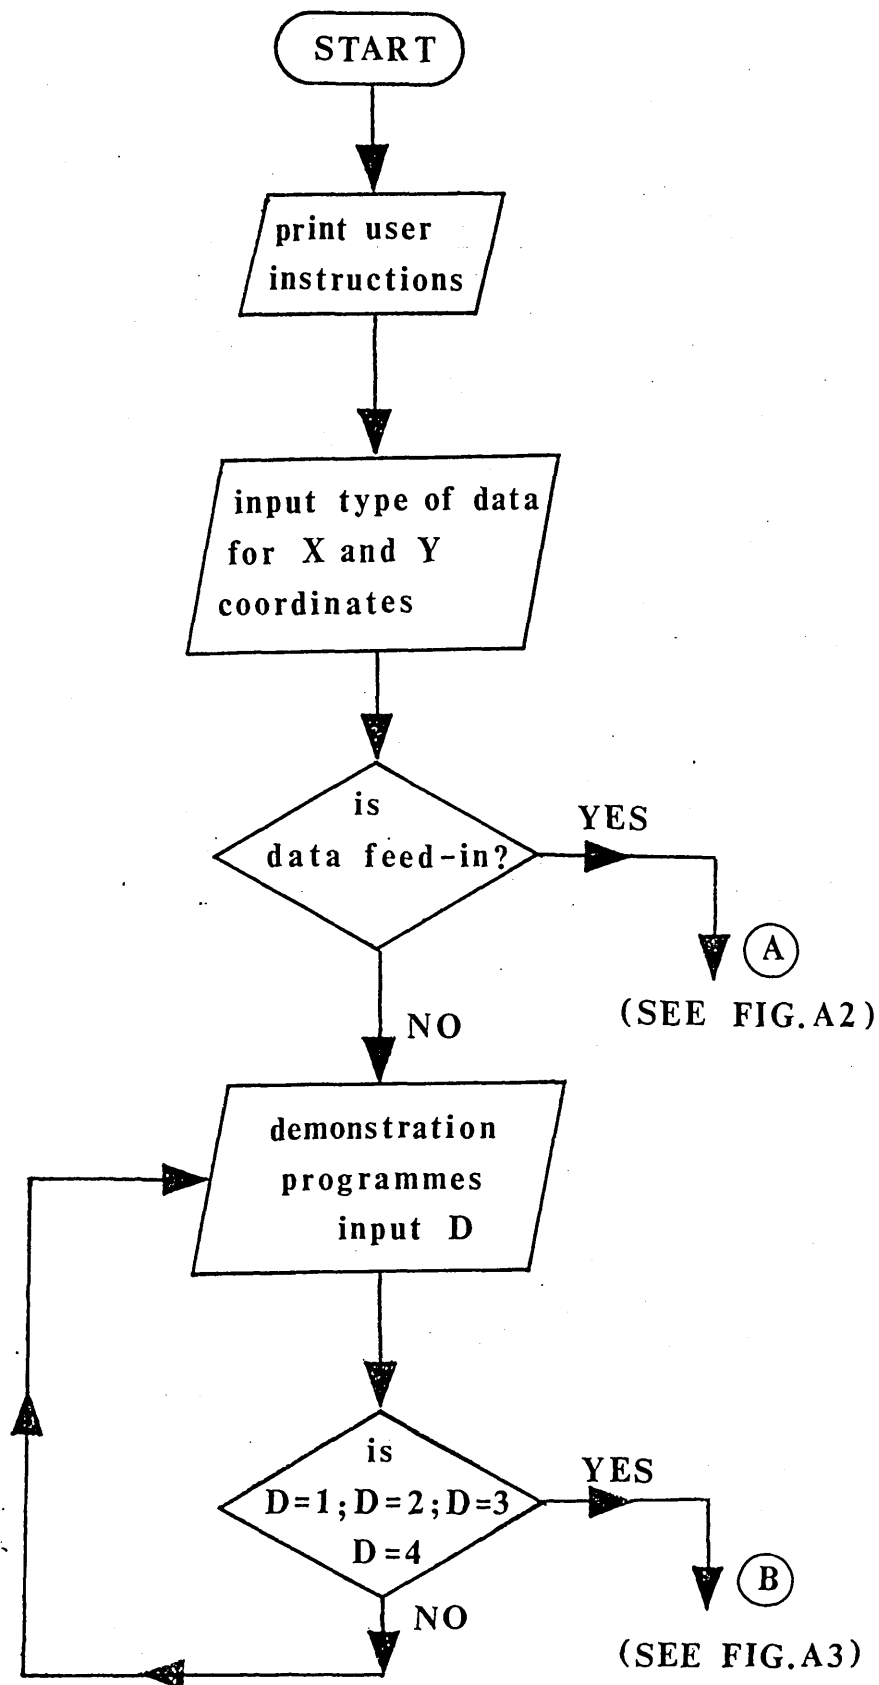 START
print user
instructions
input type of data
for X and Y
coordinates
is
data feed-in?
YES
A
(SEE FIG.A2)
NO
demonstration
programmes
input D
is
D=1;D=2;D=3
D=4
YES
B
(SEE FIG.A3)
NO